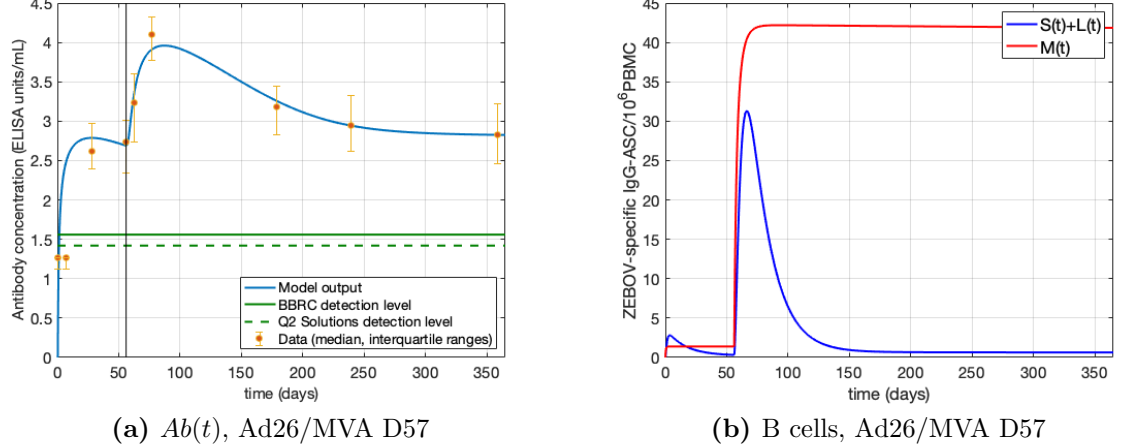 4.5
4
3.5
3
2.5
2
1.5
1
0.5
0
Antibody concentration (ELISA units/mL)
Model output
BBRC detection level
Q2 Solutions detection level
Data (median, interquartile ranges)
0 50 100 150 200 250 300 350
time (days)
(a) Ab(t), Ad26/MVA D57
45
40
35
30
25
20
15
10
5
0
ZEBOV-specific IgG-ASC/10^6PBMC
S(t)+L(t)
M(t)
0 50 100 150 200 250 300 350
time (days)
(b) B cells, Ad26/MVA D57